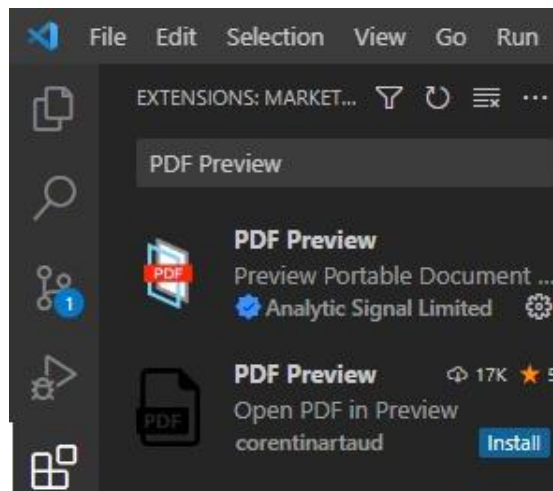 File Edit Selection View Go Run
EXTENSIONS: MARKET... ...
PDF Preview
PDF Preview
PDF
Preview Portable Document ...
Analytic Signal Limited
1
PDF Preview 17K 5
PDF
Open PDF in Preview
corentinartaud Install